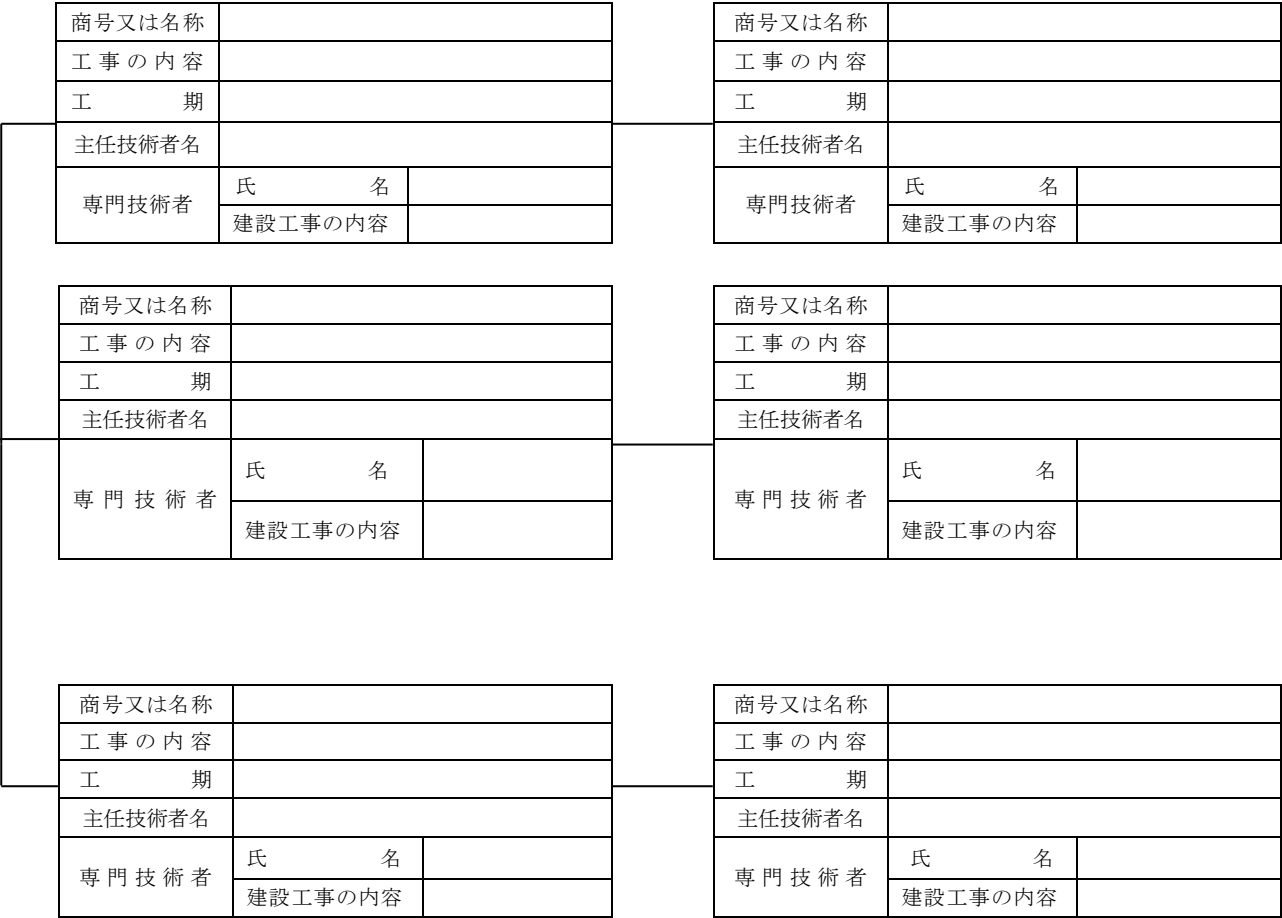 商号又は名称
工事の内容
工期
主任技術者名
専門技術者
氏名
建設工事の内容
商号又は名称
工事の内容
工期
主任技術者名
専門技術者
氏名
建設工事の内容
商号又は名称
工事の内容
工期
主任技術者名
専門技術者
氏名
建設工事の内容
商号又は名称
工事の内容
工期
主任技術者名
専門技術者
氏名
建設工事の内容
商号又は名称
工事の内容
工期
主任技術者名
専門技術者
氏名
建設工事の内容
商号又は名称
工事の内容
工期
主任技術者名
専門技術者
氏名
建設工事の内容